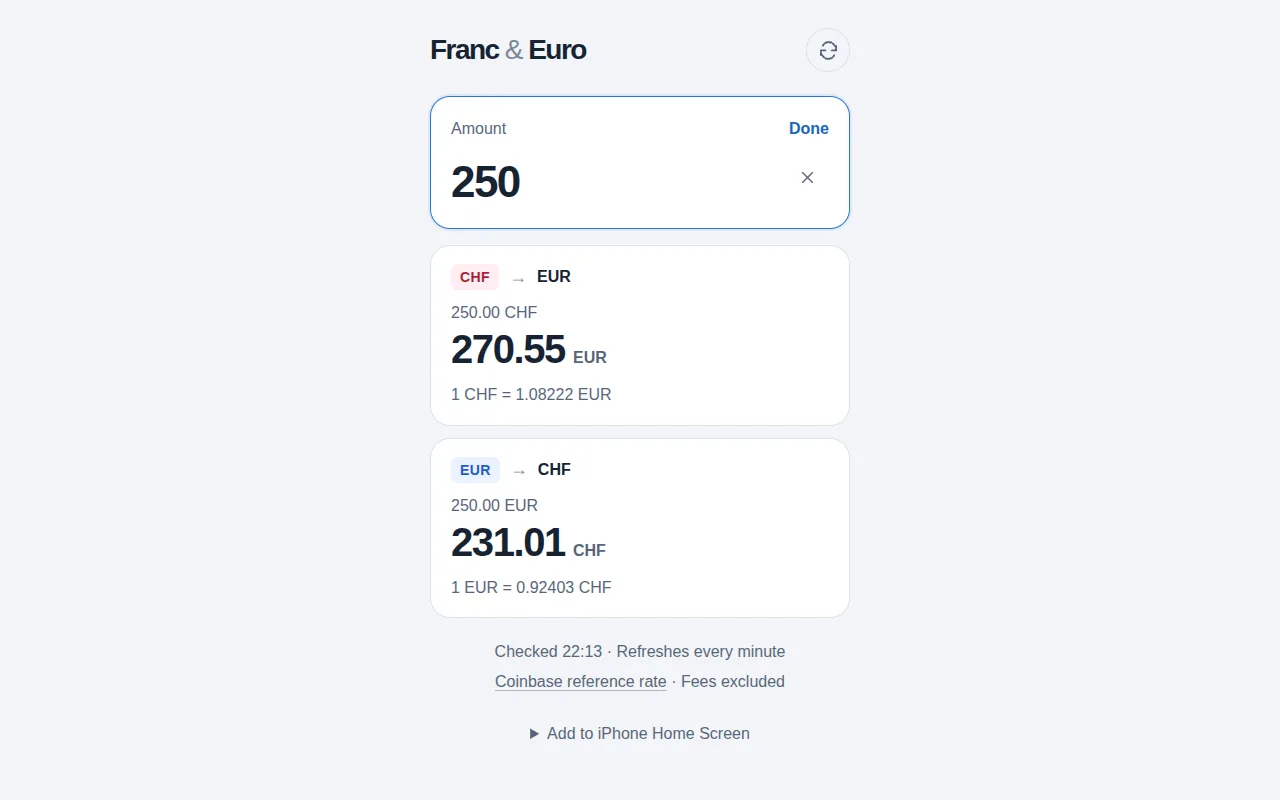 Franc & Euro
Amount
Done
250
CHF → EUR
250.00 CHF
270.55 EUR
1 CHF = 1.08222 EUR
EUR → CHF
250.00 EUR
231.01 CHF
1 EUR = 0.92403 CHF
Checked 22:13 · Refreshes every minute
Coinbase reference rate · Fees excluded
Add to iPhone Home Screen